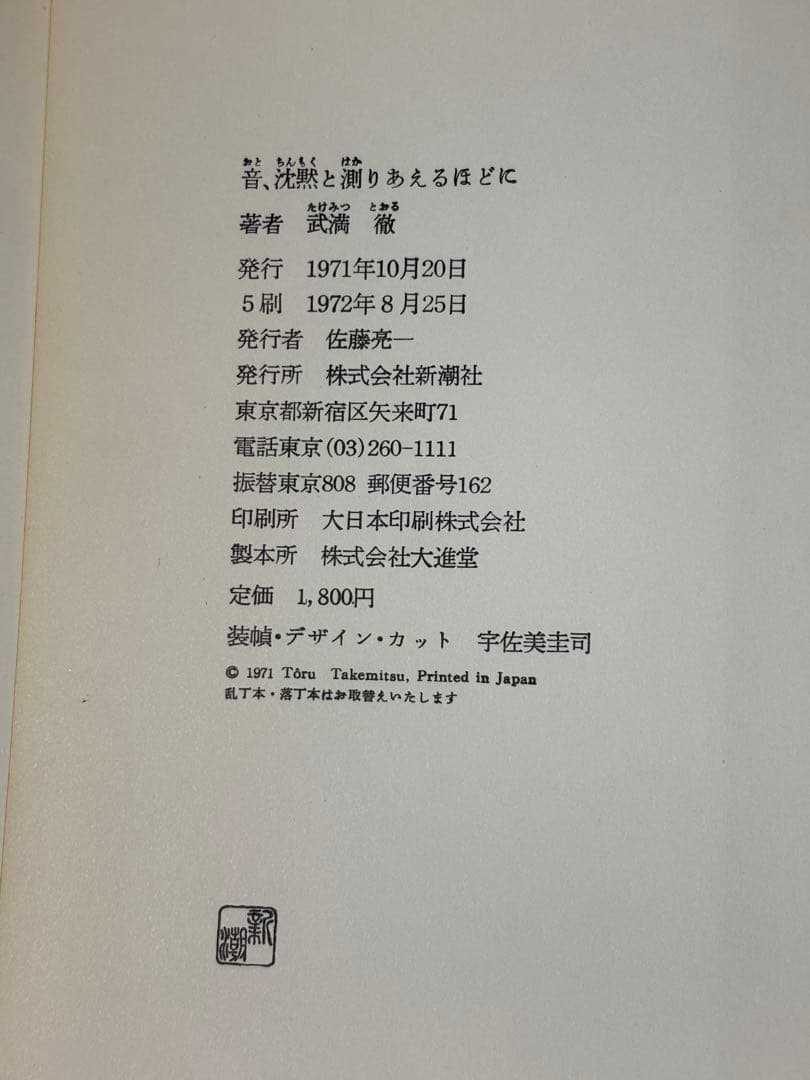 おと ちんもく はか
音、沈黙と測りあえるほどに
たけみつ とおる
著者 武満 徹
発行 1971年10月20日
5刷 1972年8月25日
発行者 佐藤亮一
発行所 株式会社新潮社
東京都新宿区矢来町71
電話東京(03)260-1111
振替東京808 郵便番号162
印刷所 大日本印刷株式会社
製本所 株式会社大進堂
定価 1,800円
装幀・デザイン・カット 宇佐美圭司
© 1971 Tôru Takemitsu, Printed in Japan
乱丁本・落丁本はお取替えいたします
新潮